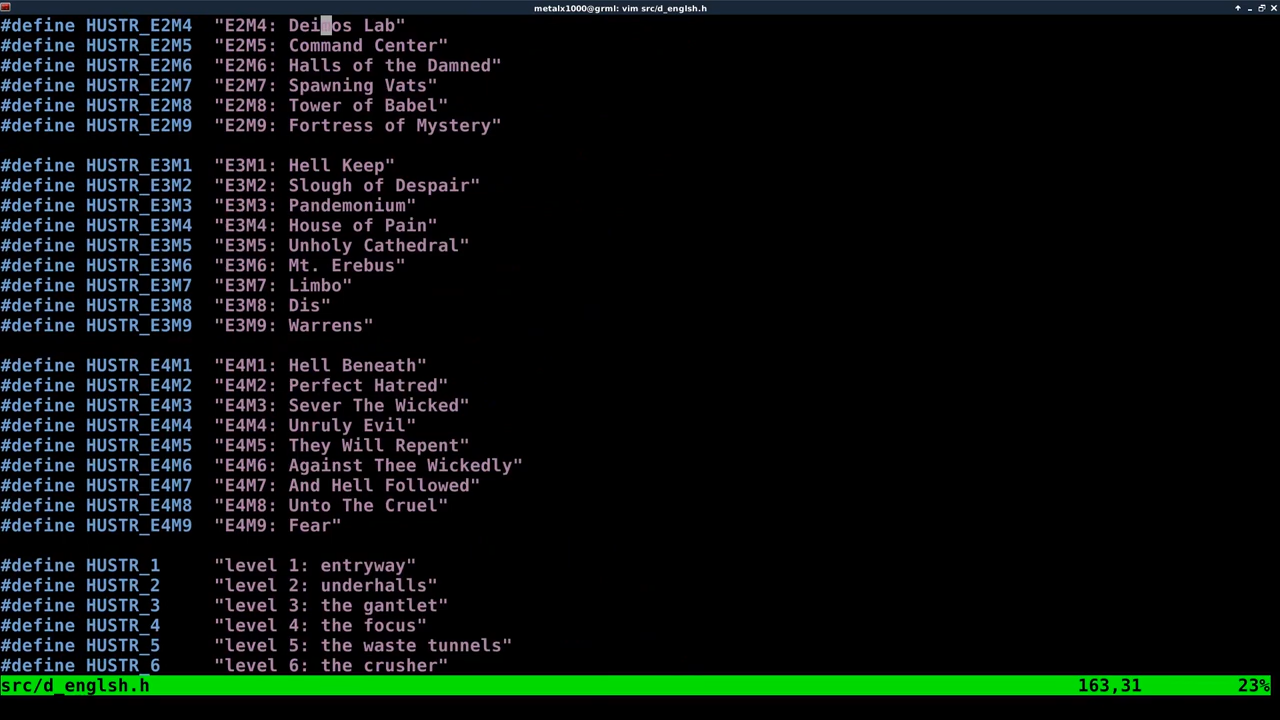 metalx1000@grml: vim src/d_englsh.h
#define HUSTR_E2M4  "E2M4: Deimos Lab"
#define HUSTR_E2M5  "E2M5: Command Center"
#define HUSTR_E2M6  "E2M6: Halls of the Damned"
#define HUSTR_E2M7  "E2M7: Spawning Vats"
#define HUSTR_E2M8  "E2M8: Tower of Babel"
#define HUSTR_E2M9  "E2M9: Fortress of Mystery"
#define HUSTR_E3M1  "E3M1: Hell Keep"
#define HUSTR_E3M2  "E3M2: Slough of Despair"
#define HUSTR_E3M3  "E3M3: Pandemonium"
#define HUSTR_E3M4  "E3M4: House of Pain"
#define HUSTR_E3M5  "E3M5: Unholy Cathedral"
#define HUSTR_E3M6  "E3M6: Mt. Erebus"
#define HUSTR_E3M7  "E3M7: Limbo"
#define HUSTR_E3M8  "E3M8: Dis"
#define HUSTR_E3M9  "E3M9: Warrens"
#define HUSTR_E4M1  "E4M1: Hell Beneath"
#define HUSTR_E4M2  "E4M2: Perfect Hatred"
#define HUSTR_E4M3  "E4M3: Sever The Wicked"
#define HUSTR_E4M4  "E4M4: Unruly Evil"
#define HUSTR_E4M5  "E4M5: They Will Repent"
#define HUSTR_E4M6  "E4M6: Against Thee Wickedly"
#define HUSTR_E4M7  "E4M7: And Hell Followed"
#define HUSTR_E4M8  "E4M8: Unto The Cruel"
#define HUSTR_E4M9  "E4M9: Fear"
#define HUSTR_1     "level 1: entryway"
#define HUSTR_2     "level 2: underhalls"
#define HUSTR_3     "level 3: the gantlet"
#define HUSTR_4     "level 4: the focus"
#define HUSTR_5     "level 5: the waste tunnels"
#define HUSTR_6     "level 6: the crusher"
src/d_englsh.h 163,31 23%